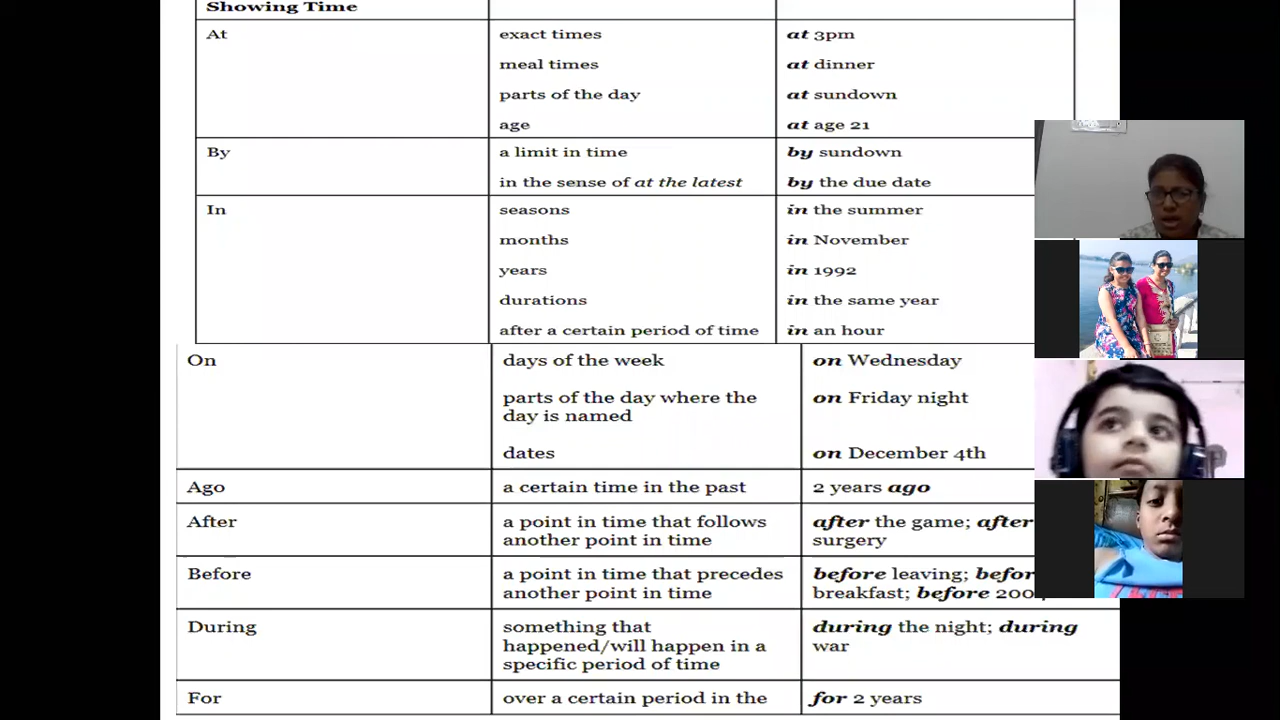 Showing Time
At exact times at 3pm
meal times at dinner
parts of the day at sundown
age at age 21
By a limit in time by sundown
in the sense of at the latest by the due date
In seasons in the summer
months in November
years in 1992
durations in the same year
after a certain period of time in an hour
On days of the week on Wednesday
parts of the day where the on Friday night
day is named
dates on December 4th
Ago a certain time in the past 2 years ago
After a point in time that follows after the game; after
another point in time surgery
Before a point in time that precedes before leaving;
another point in time breakfast; before
During something that during the night; during
happened/will happen in a war
specific period of time
For over a certain period in the for 2 years